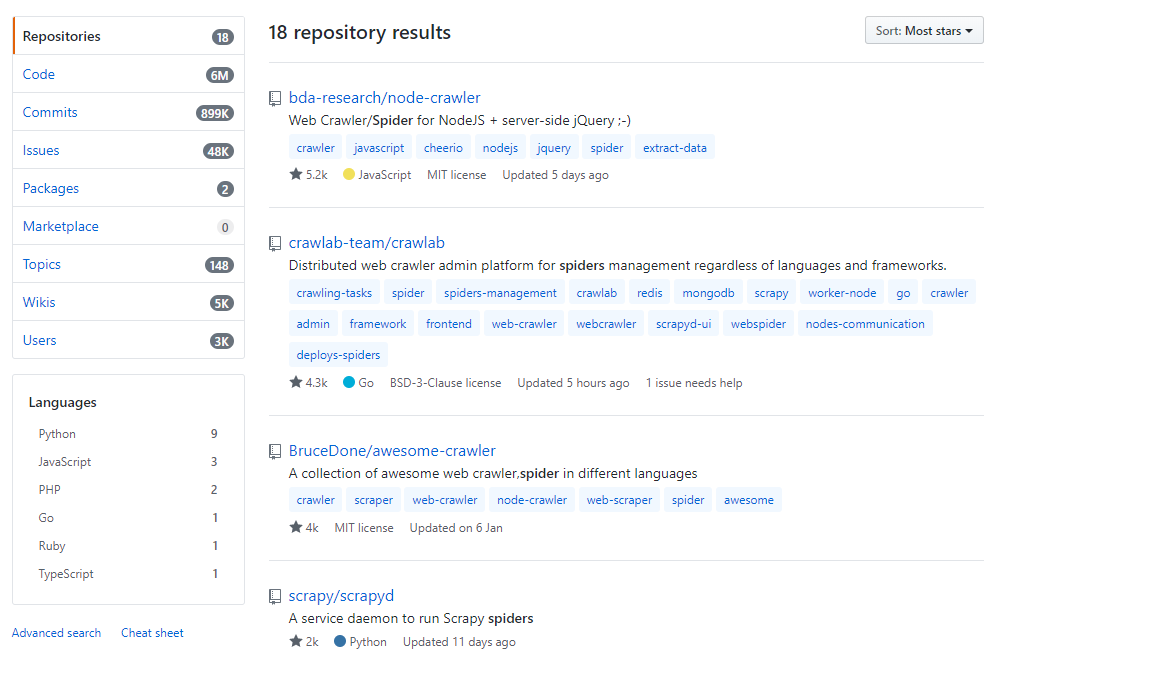 Repositories 18
Code 6M
Commits 899K
Issues 48K
Packages 2
Marketplace 0
Topics 148
Wikis 5K
Users 3K
Languages
Python 9
JavaScript 3
PHP 2
Go 1
Ruby 1
TypeScript 1
Advanced search Cheat sheet
18 repository results
Sort: Most stars
bda-research/node-crawler
Web Crawler/Spider for NodeJS + server-side jQuery ;-)
crawler javascript cheerio nodejs jquery spider extract-data
5.2k JavaScript MIT license Updated 5 days ago
crawlab-team/crawlab
Distributed web crawler admin platform for spiders management regardless of languages and frameworks.
crawling-tasks spider spiders-management crawlab redis mongodb scrapy worker-node go crawler
admin framework frontend web-crawler webcrawler scrapyd-ui webspider nodes-communication
deploys-spiders
4.3k Go BSD-3-Clause license Updated 5 hours ago 1 issue needs help
BruceDone/awesome-crawler
A collection of awesome web crawler,spider in different languages
crawler scraper web-crawler node-crawler web-scraper spider awesome
4k MIT license Updated on 6 Jan
scrapy/scrapyd
A service daemon to run Scrapy spiders
2k Python Updated 11 days ago